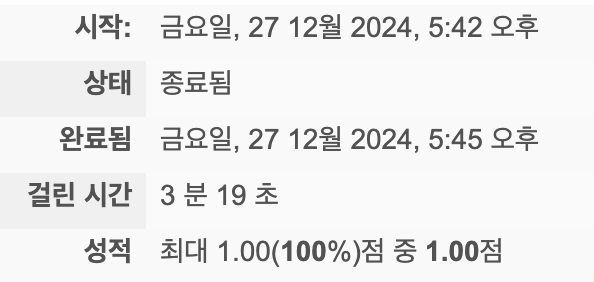 시작: 금요일, 27 12월 2024, 5:42 오후
상태 종료됨
완료됨 금요일, 27 12월 2024, 5:45 오후
걸린 시간 3 분 19 초
성적 최대 1.00(100%)점 중 1.00점